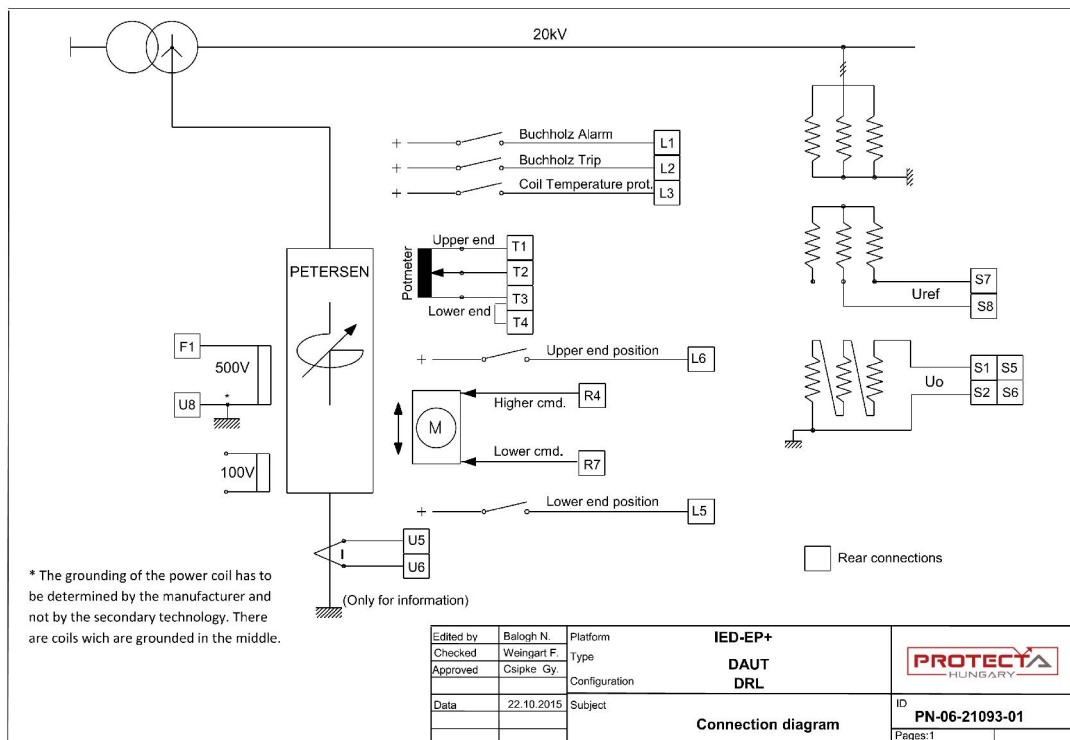 20kV
+ Buchholz Alarm L1
+ Buchholz Trip L2
+ Coil Temperature prot. L3
PETERSEN
Potmeter
Upper end T1
T2
T3
Lower end T4
+ Upper end position L6
Higher cmd. R4
M
Lower cmd. R7
+ Lower end position L5
F1
500V
*
U8
100V
I
U5
U6
(Only for information)
S7
Uref
S8
S1 S5
Uo
S2 S6
Rear connections
* The grounding of the power coil has to
be determined by the manufacturer and
not by the secondary technology. There
are coils wich are grounded in the middle.
Edited by Balogh N.
Checked Weingart F.
Approved Csipke Gy.
Data 22.10.2015
Platform IED-EP+
Type DAUT
Configuration DRL
Subject
Connection diagram
PROTECTA
HUNGARY
ID
PN-06-21093-01
Pages:1